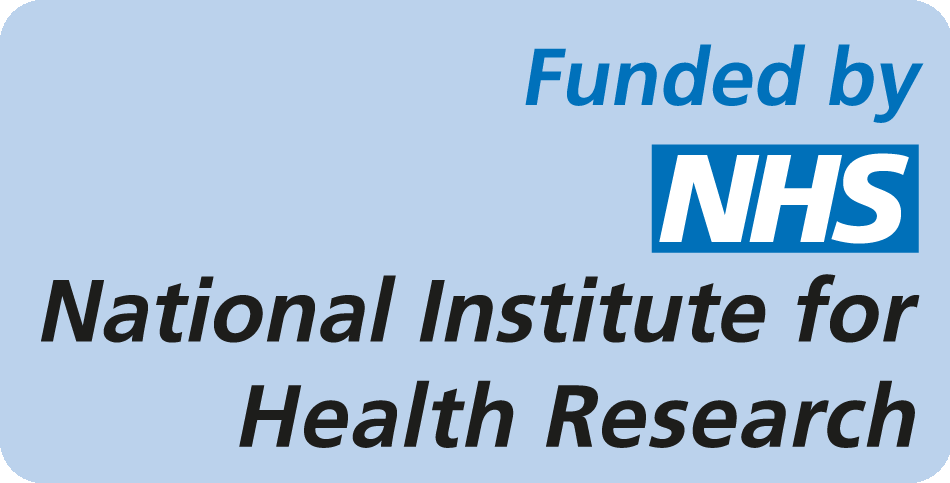 Funded by
NHS
National Institute for
Health Research